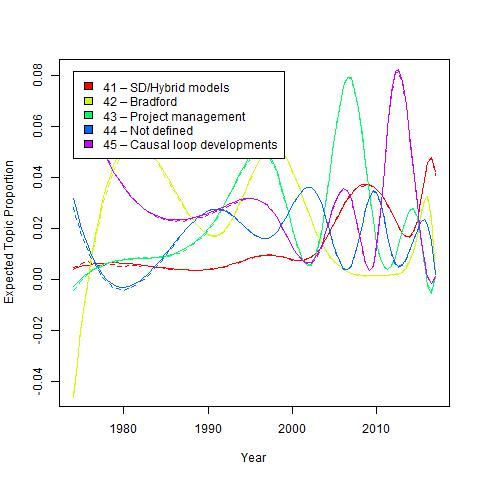 41 – SD/Hybrid models
42 – Bradford
43 – Project management
44 – Not defined
45 – Causal loop developments
Expected Topic Proportion
0.08
0.06
0.04
0.02
0.00
-0.02
-0.04
1980 1990 2000 2010
Year